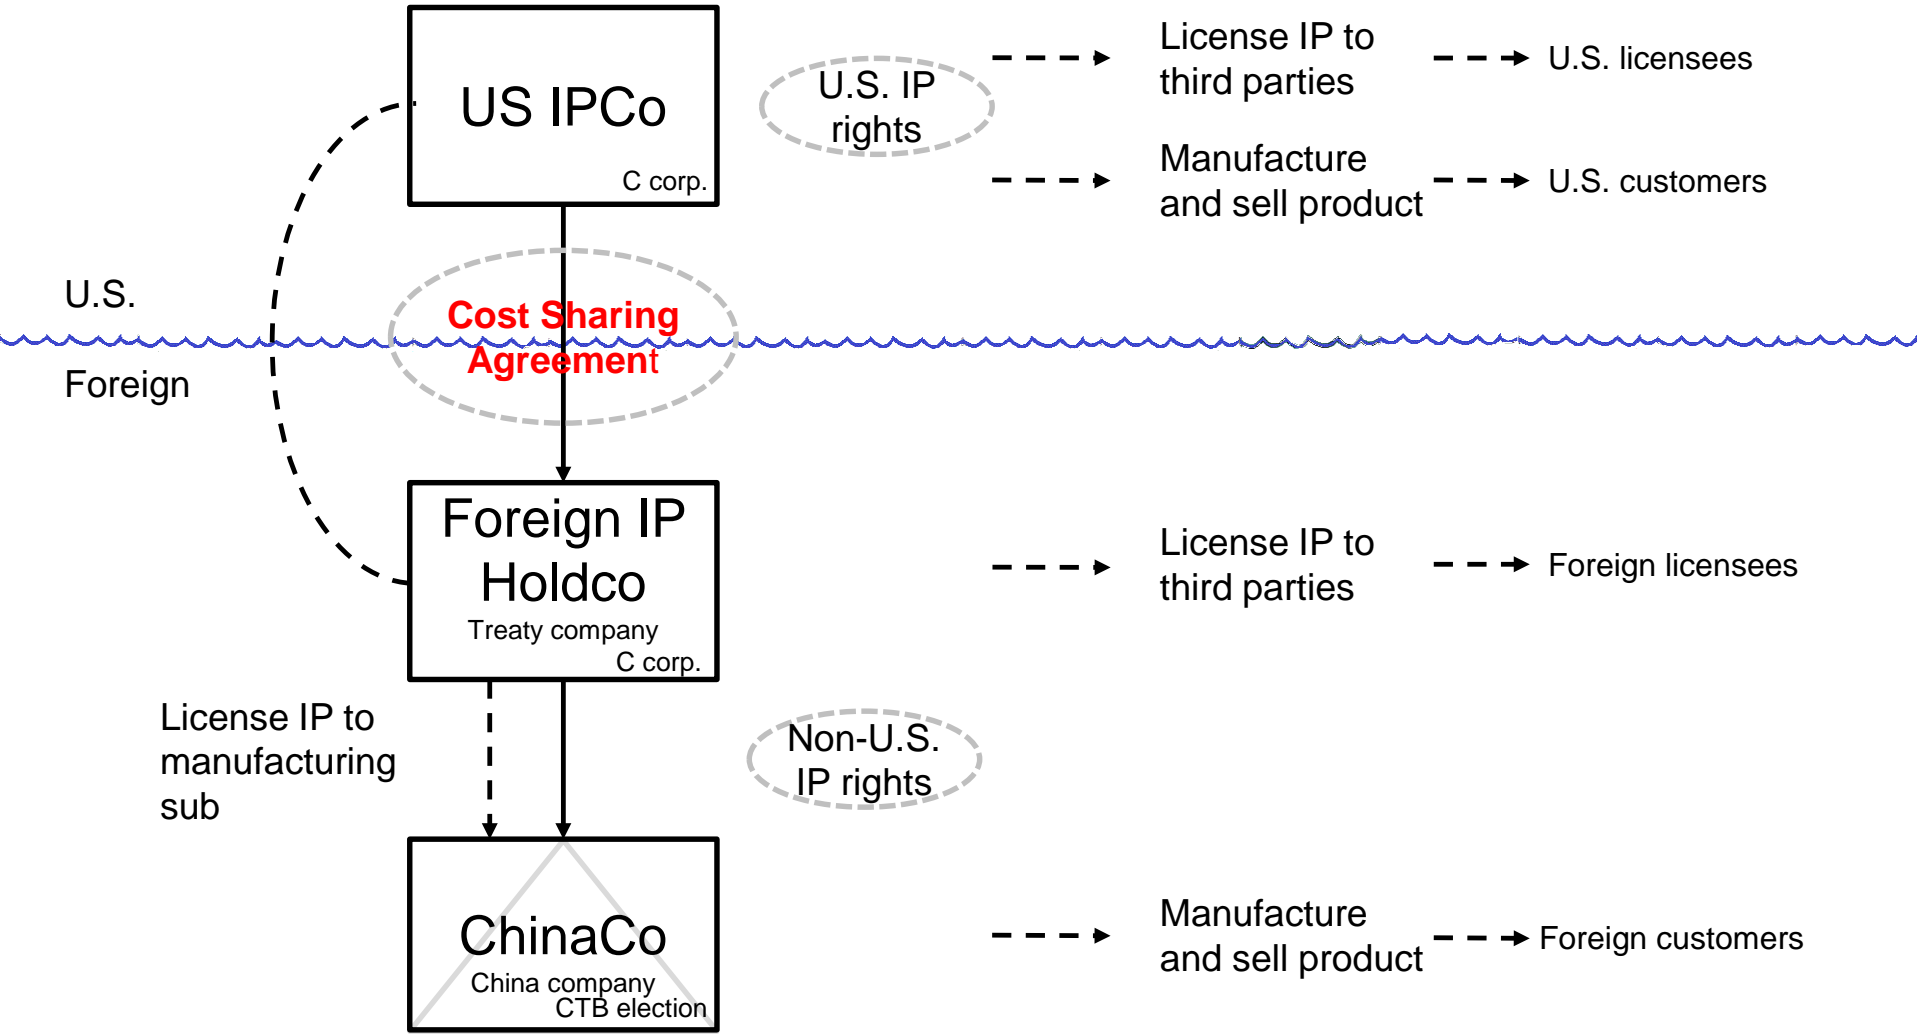 US IPCo
C corp.
U.S. IP
rights
License IP to
third parties
U.S. licensees
Manufacture
and sell product
U.S. customers
U.S.
Foreign
Cost Sharing
Agreement
Foreign IP
Holdco
Treaty company
C corp.
License IP to
third parties
Foreign licensees
License IP to
manufacturing
sub
Non-U.S.
IP rights
ChinaCo
China company
CTB election
Manufacture
and sell product
Foreign customers